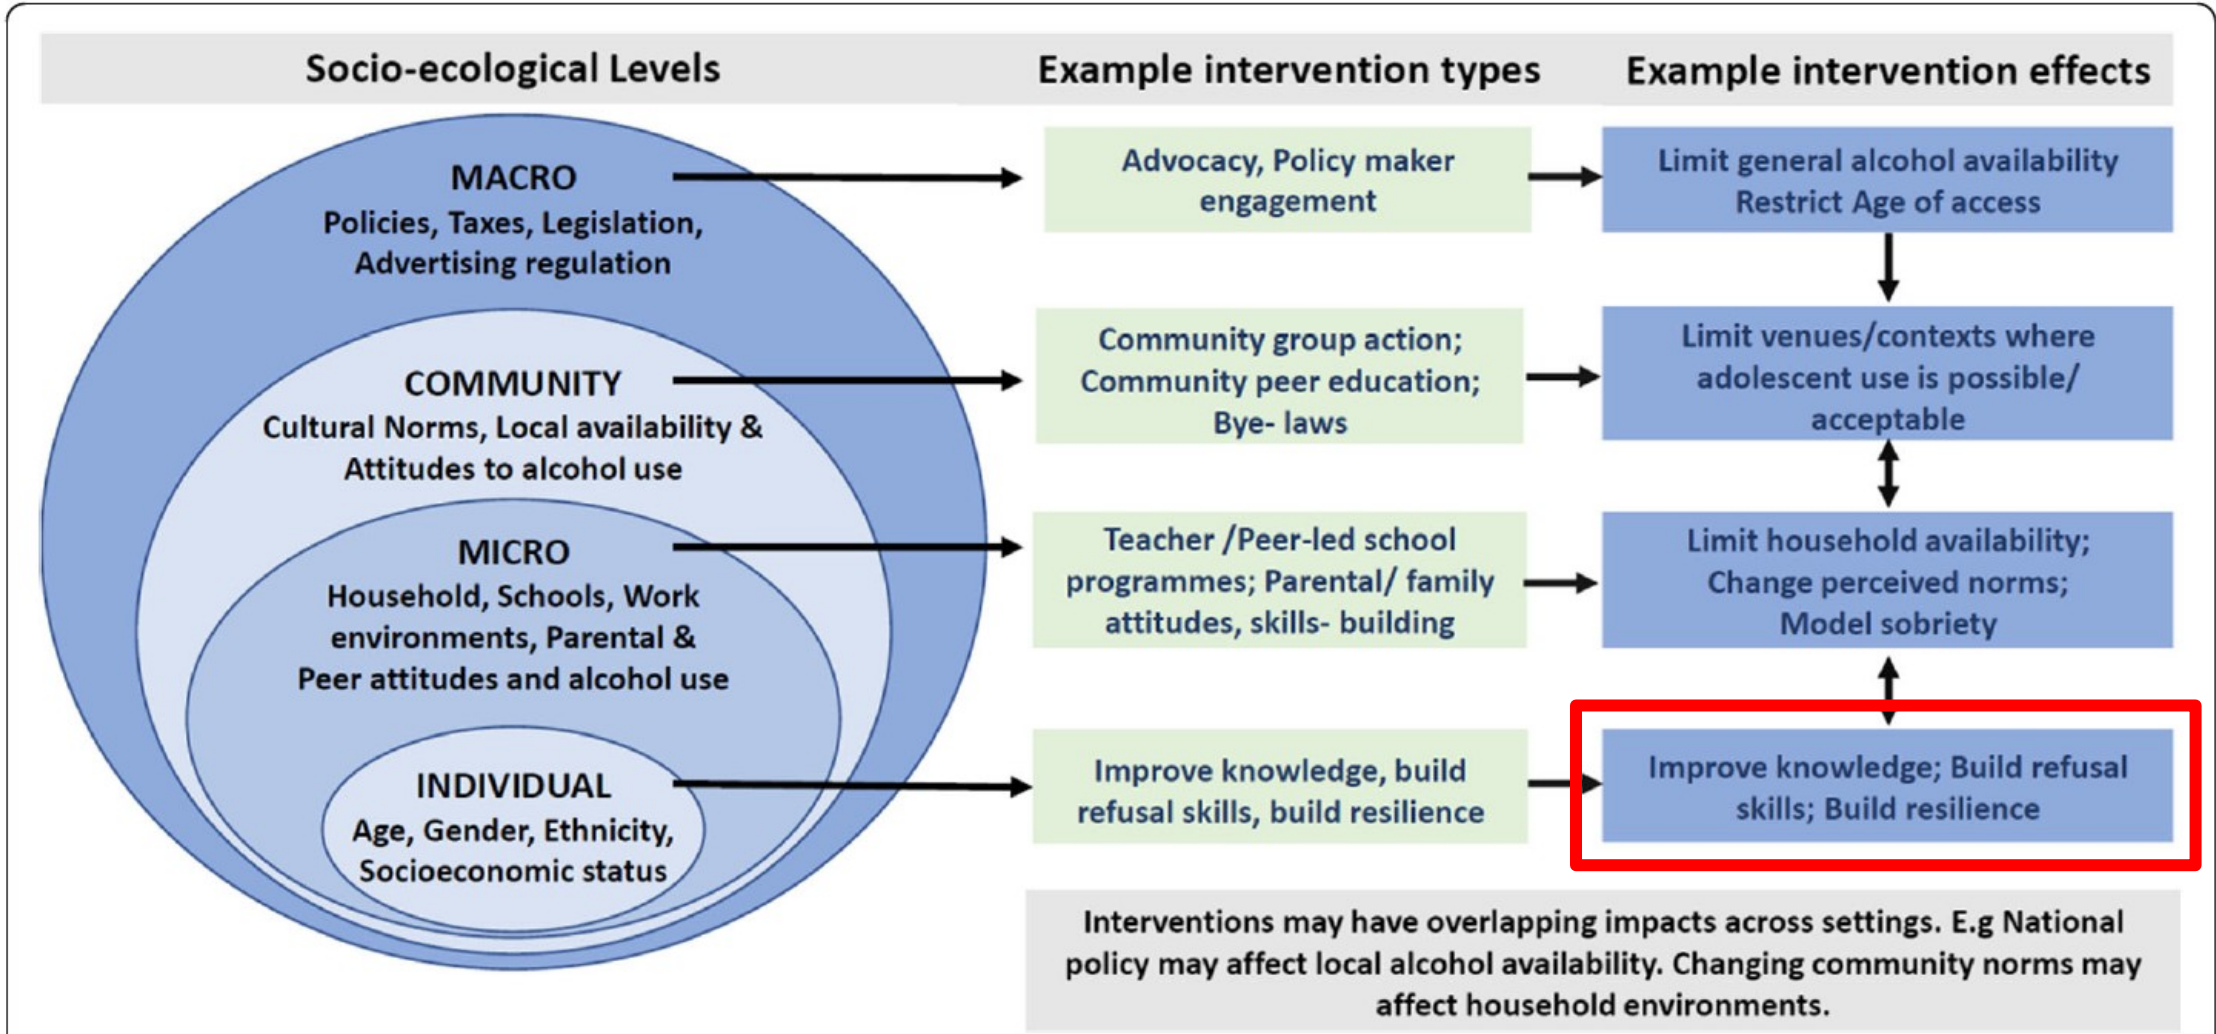 Socio-ecological Levels
Example intervention types
Example intervention effects
MACRO
Policies, Taxes, Legislation,
Advertising regulation
Advocacy, Policy maker
engagement
Limit general alcohol availability
Restrict Age of access
COMMUNITY
Cultural Norms, Local availability &
Attitudes to alcohol use
Community group action;
Community peer education;
Bye- laws
Limit venues/contexts where
adolescent use is possible/
acceptable
MICRO
Household, Schools, Work
environments, Parental &
Peer attitudes and alcohol use
Teacher /Peer-led school
programmes; Parental/ family
attitudes, skills- building
Limit household availability;
Change perceived norms;
Model sobriety
INDIVIDUAL
Age, Gender, Ethnicity,
Socioeconomic status
Improve knowledge, build
refusal skills, build resilience
Improve knowledge; Build refusal
skills; Build resilience
Interventions may have overlapping impacts across settings. E.g National
policy may affect local alcohol availability. Changing community norms may
affect household environments.